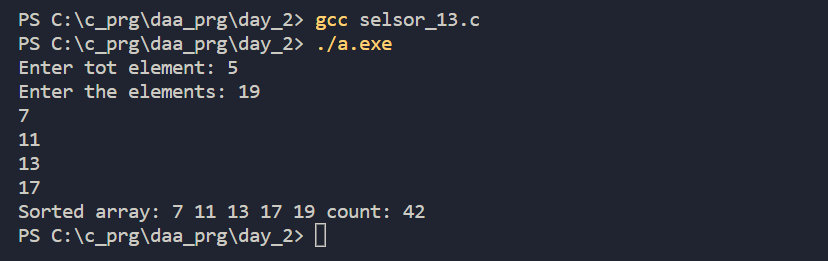 PS C:\c_prg\daa_prg\day_2> gcc selsor_13.c
PS C:\c_prg\daa_prg\day_2> ./a.exe
Enter tot element: 5
Enter the elements: 19
7
11
13
17
Sorted array: 7 11 13 17 19 count: 42
PS C:\c_prg\daa_prg\day_2>